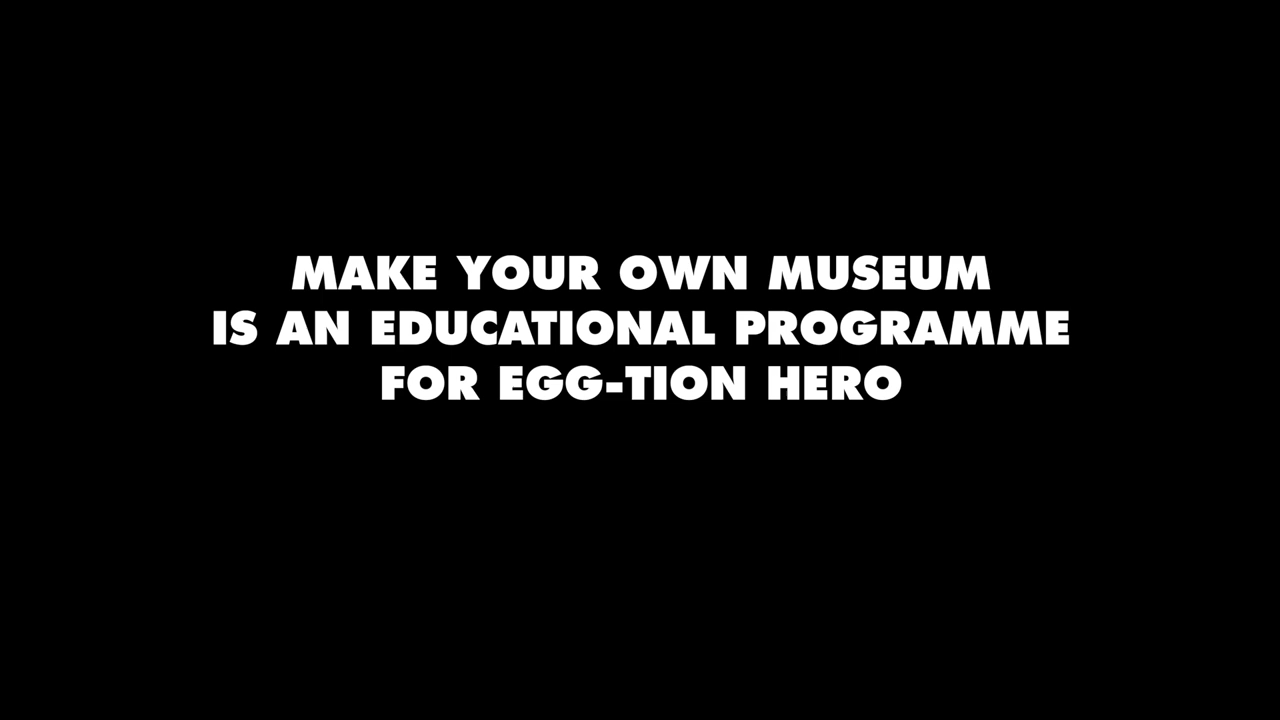 MAKE YOUR OWN MUSEUM
IS AN EDUCATIONAL PROGRAMME
FOR EGG-TION HERO